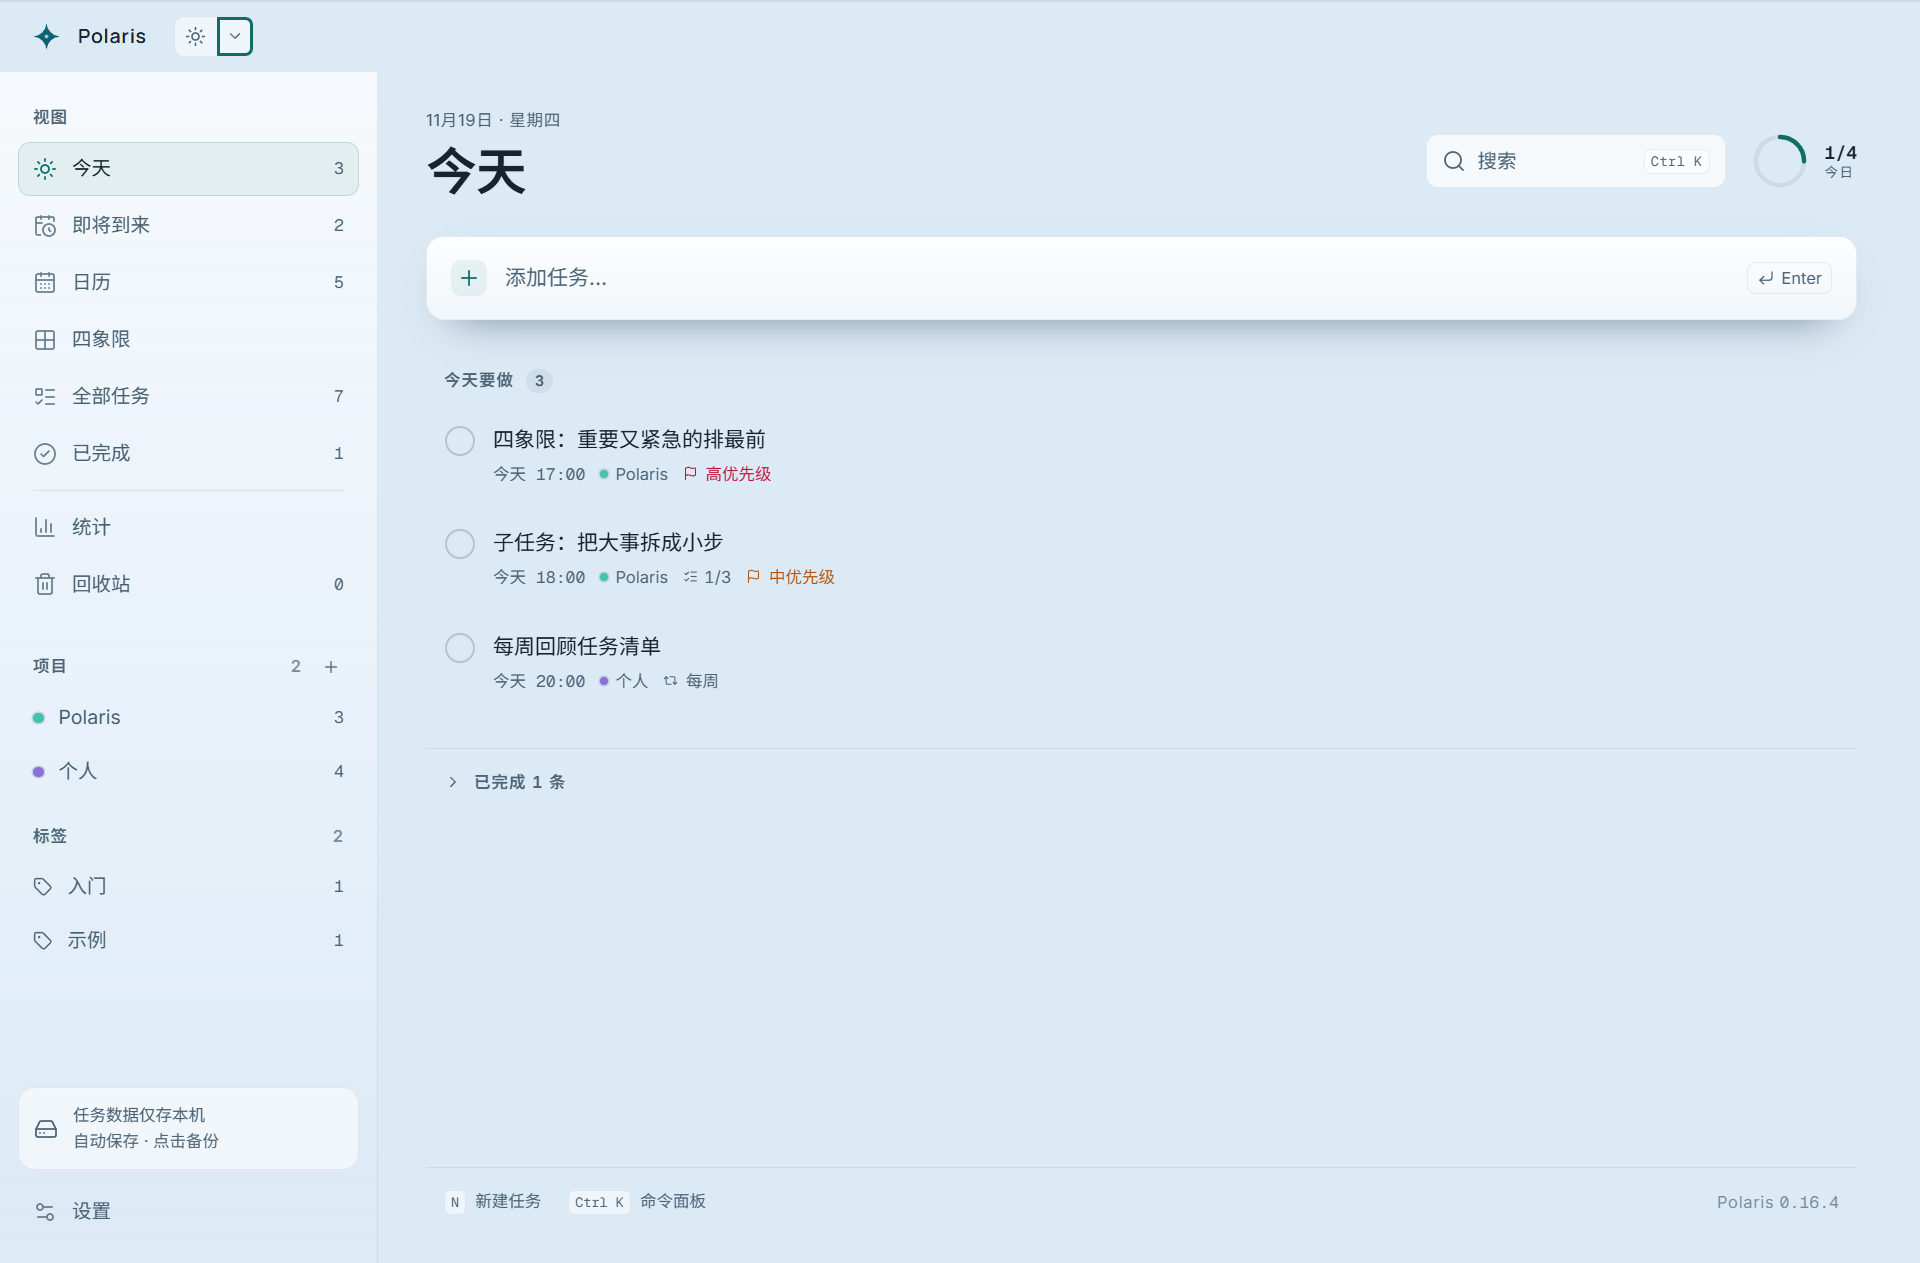 Polaris
视图
今天 3
即将到来 2
日历 5
四象限
全部任务 7
已完成 1
统计
回收站 0
项目 2
Polaris 3
个人 4
标签 2
入门 1
示例 1
任务数据仅存本机
自动保存 · 点击备份
设置
11月19日 · 星期四
今天
搜索 Ctrl K
1/4
今日
添加任务... Enter
今天要做 3
四象限：重要又紧急的排最前
今天 17:00 Polaris 高优先级
子任务：把大事拆成小步
今天 18:00 Polaris 1/3 中优先级
每周回顾任务清单
今天 20:00 个人 每周
已完成 1 条
N 新建任务 Ctrl K 命令面板
Polaris 0.16.4